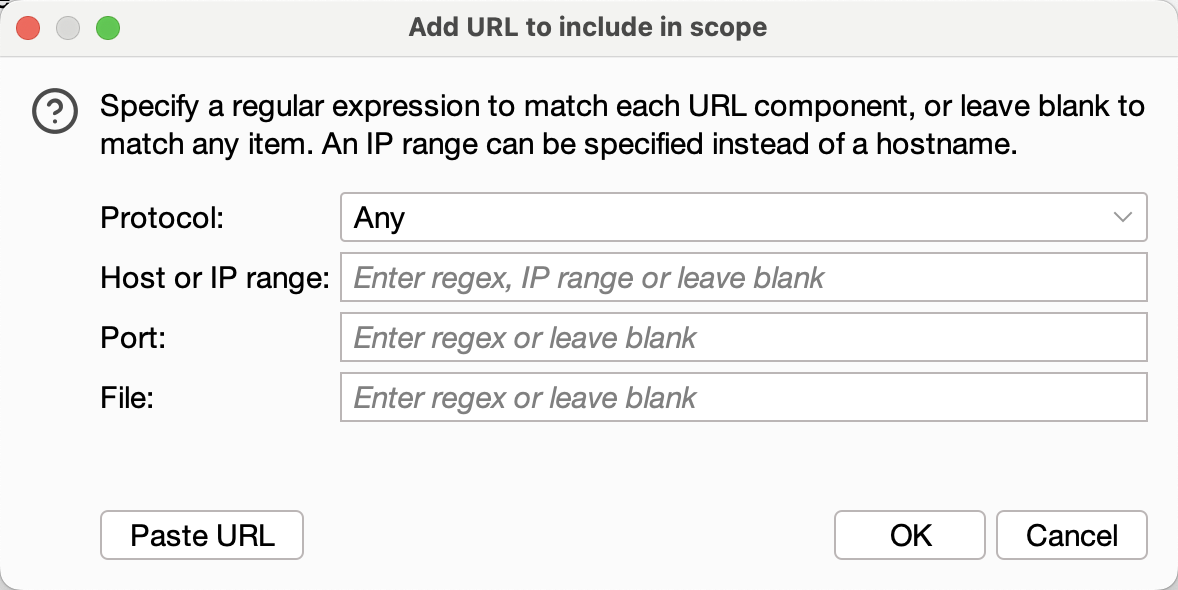 Add URL to include in scope
Specify a regular expression to match each URL component, or leave blank to
match any item. An IP range can be specified instead of a hostname.
Protocol: Any
Host or IP range: Enter regex, IP range or leave blank
Port: Enter regex or leave blank
File: Enter regex or leave blank
Paste URL OK Cancel